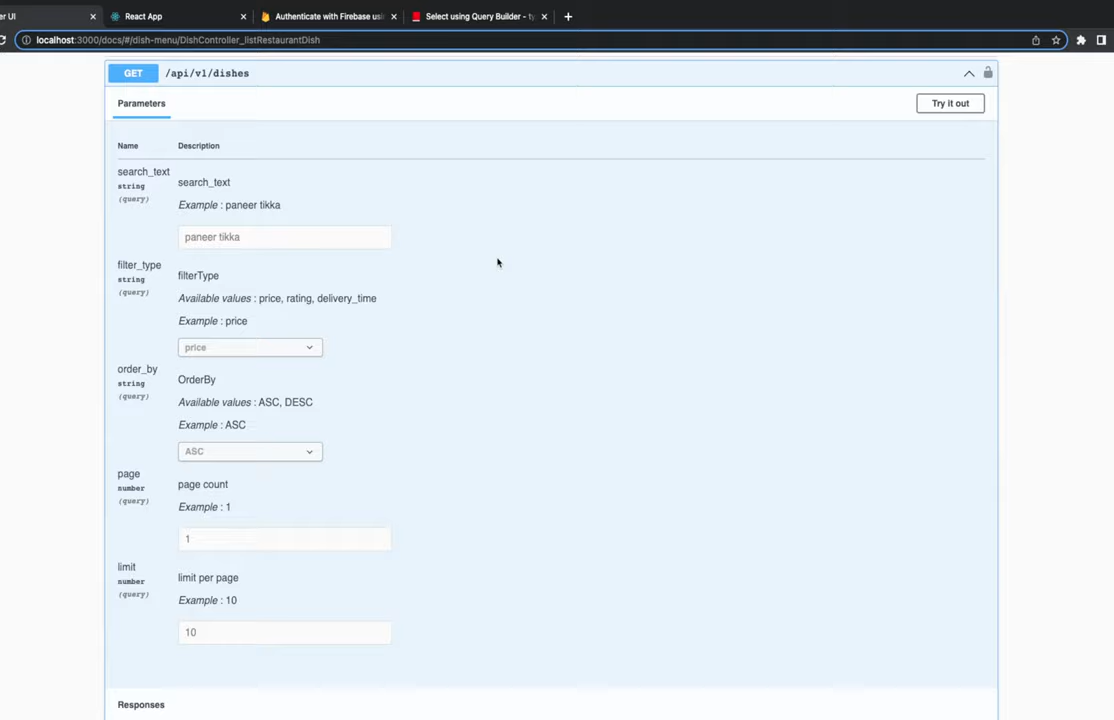 er UI
React App
Authenticate with Firebase usi
Select using Query Builder - ty
localhost:3000/docs/#/dish-menu/DishController_listRestaurantDish
GET /api/v1/dishes
Parameters
Try it out
Name Description
search_text
string
(query)
search_text
Example : paneer tikka
paneer tikka
filter_type
string
(query)
filterType
Available values : price, rating, delivery_time
Example : price
price
order_by
string
(query)
OrderBy
Available values : ASC, DESC
Example : ASC
ASC
page
number
(query)
page count
Example : 1
1
limit
number
(query)
limit per page
Example : 10
10
Responses